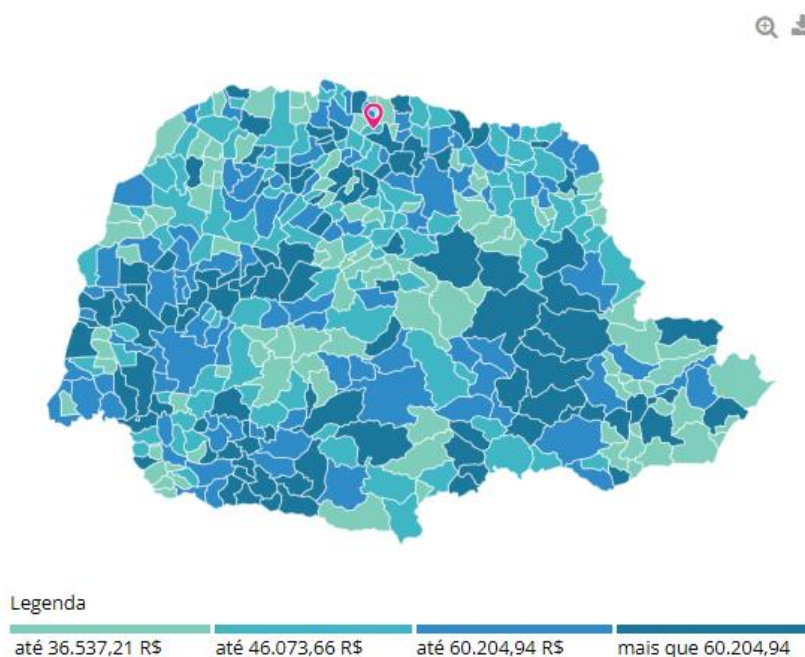 Legenda
até 36.537,21 R$
até 46.073,66 R$
até 60.204,94 R$
mais que 60.204,94